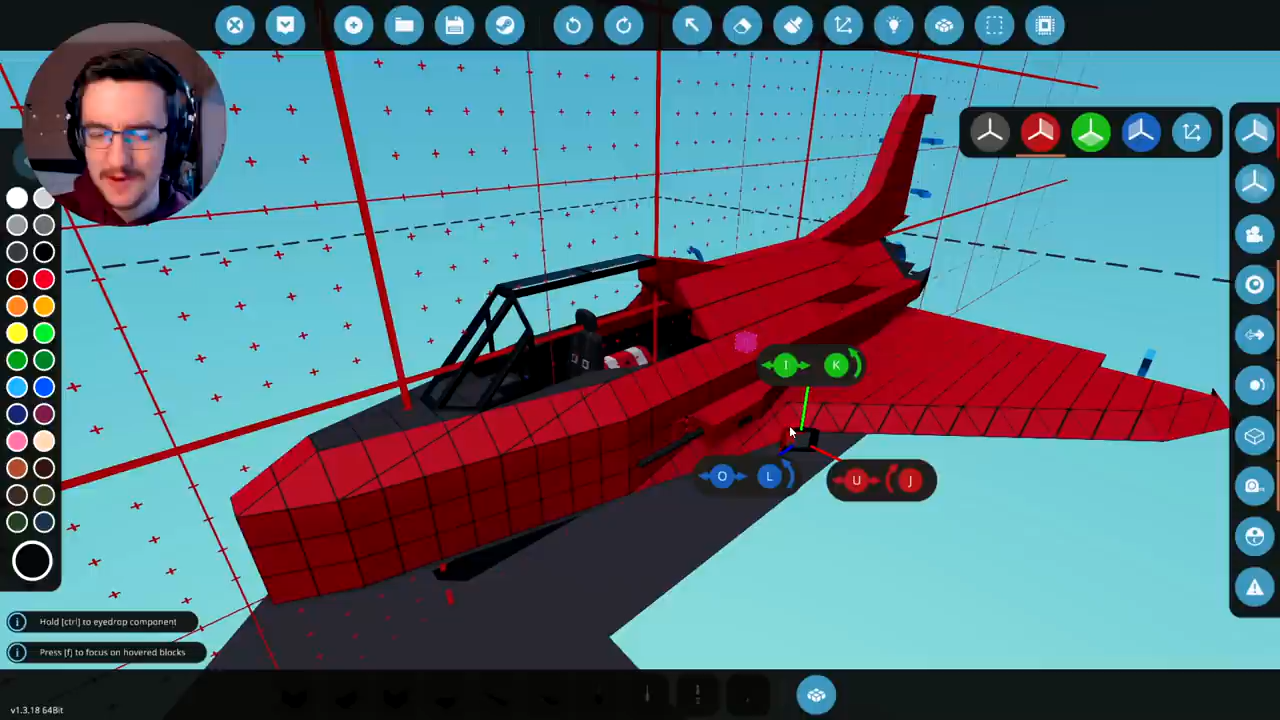 I K
O L
U J
Hold [ctrl] to eyedrop component
Press [f] to focus on hovered blocks
v1.3.18 64Bit